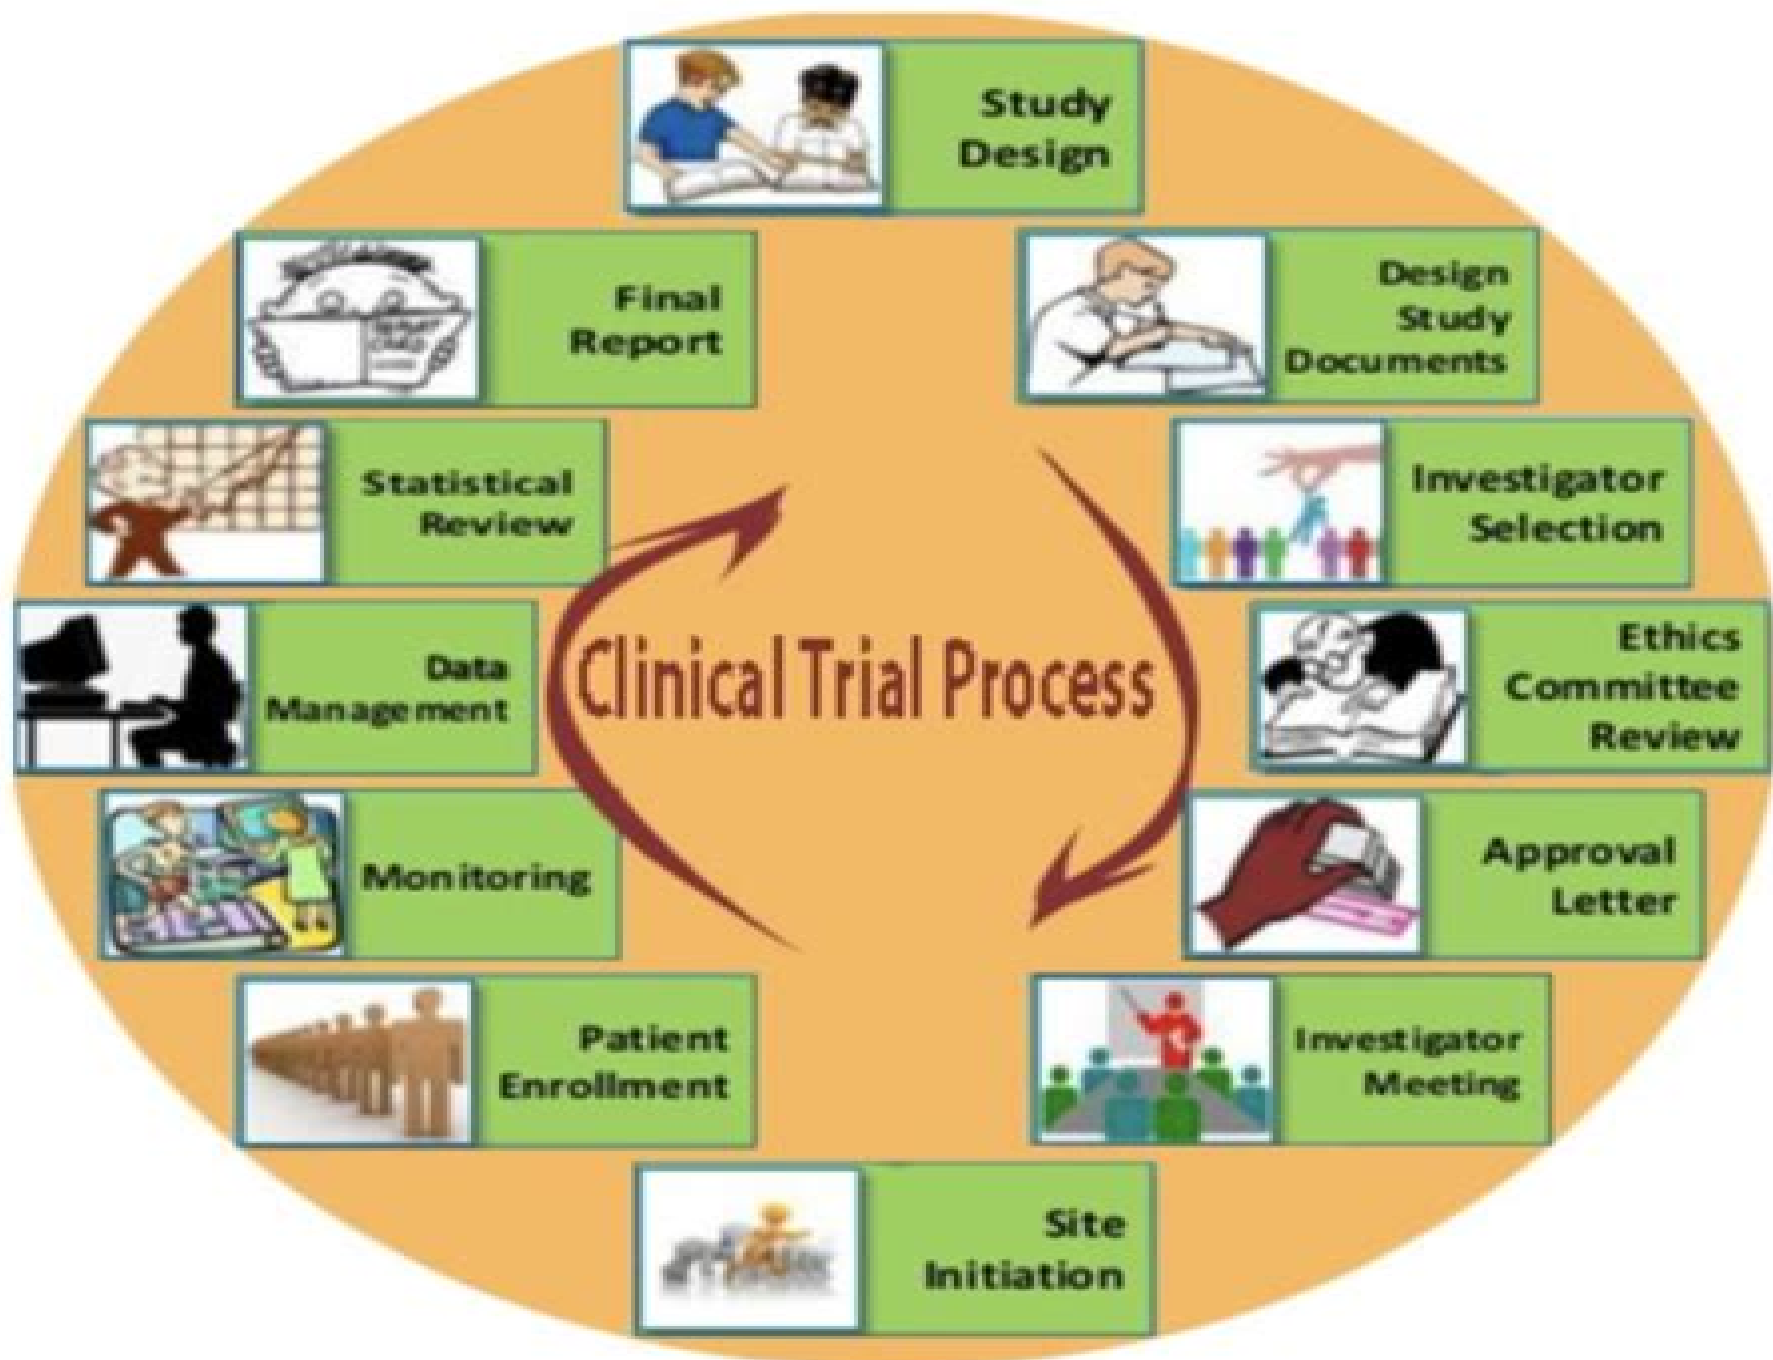 Study
Design
Design
Study
Documents
Investigator
Selection
Ethics
Committee
Review
Approval
Letter
Investigator
Meeting
Site
Initiation
Patient
Enrollment
Monitoring
Data
Management
Statistical
Review
Final
Report
Clinical Trial Process